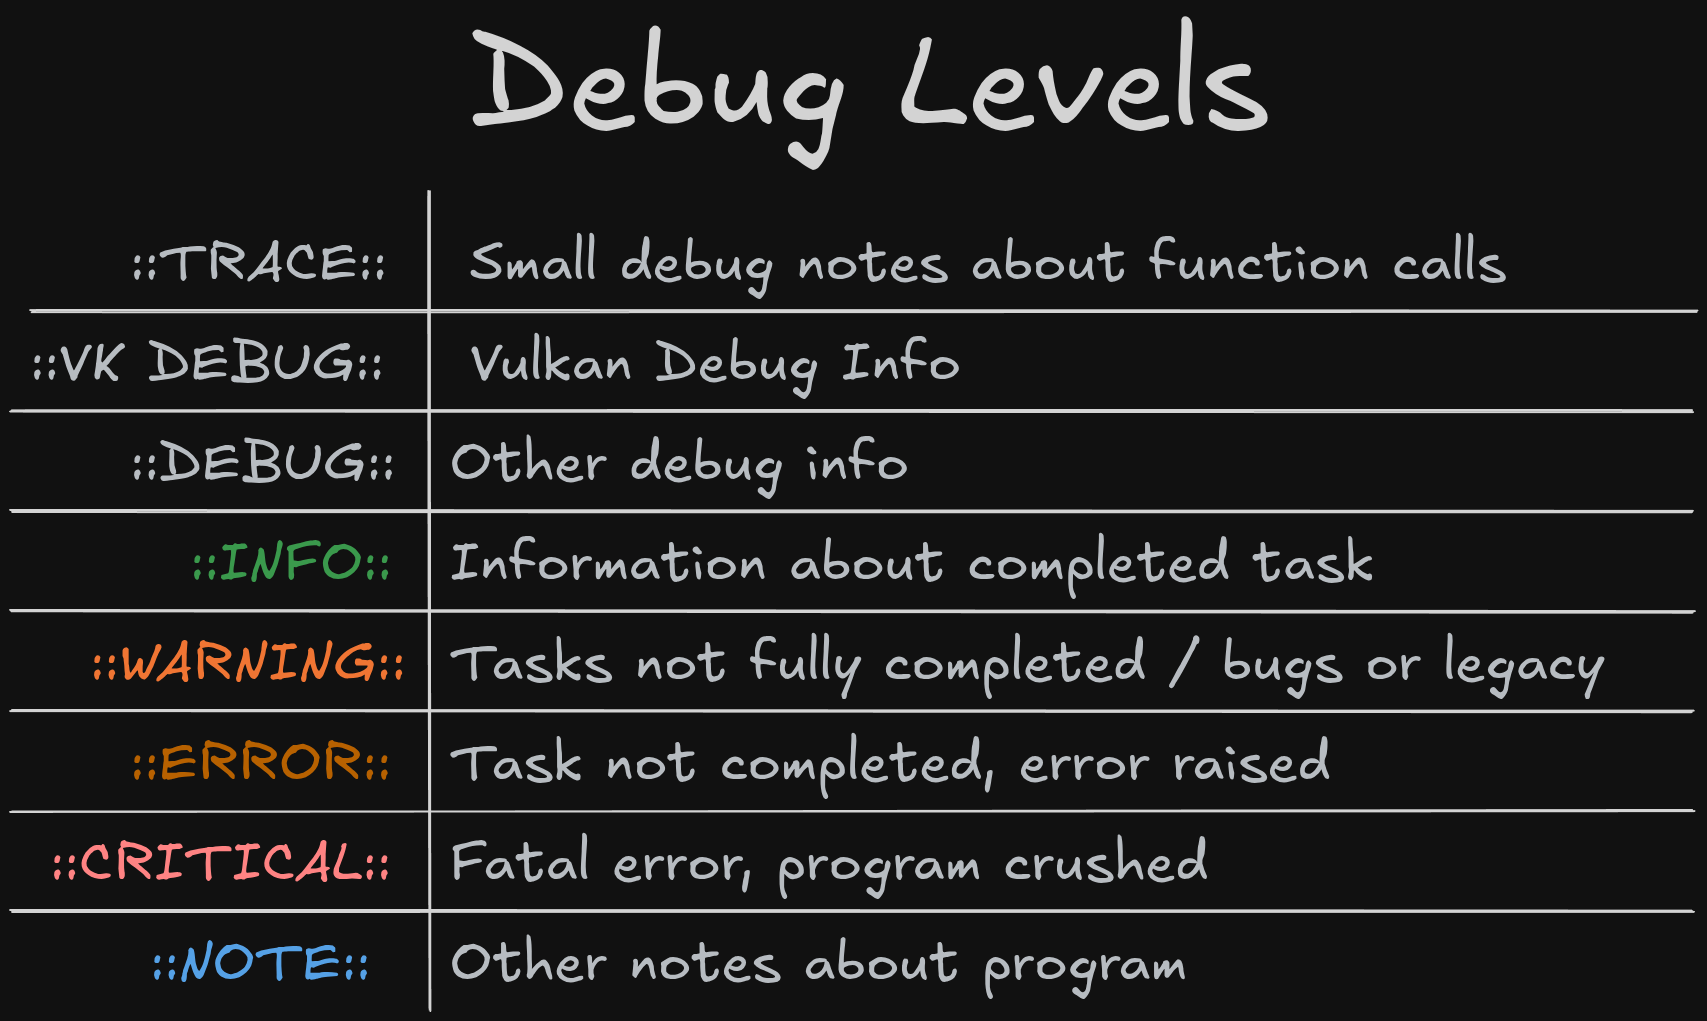 Debug Levels
::TRACE:: Small debug notes about function calls
::VK DEBUG:: Vulkan Debug Info
::DEBUG:: Other debug info
::INFO:: Information about completed task
::WARNING:: Tasks not fully completed / bugs or legacy
::ERROR:: Task not completed, error raised
::CRITICAL:: Fatal error, program crushed
::NOTE:: Other notes about program